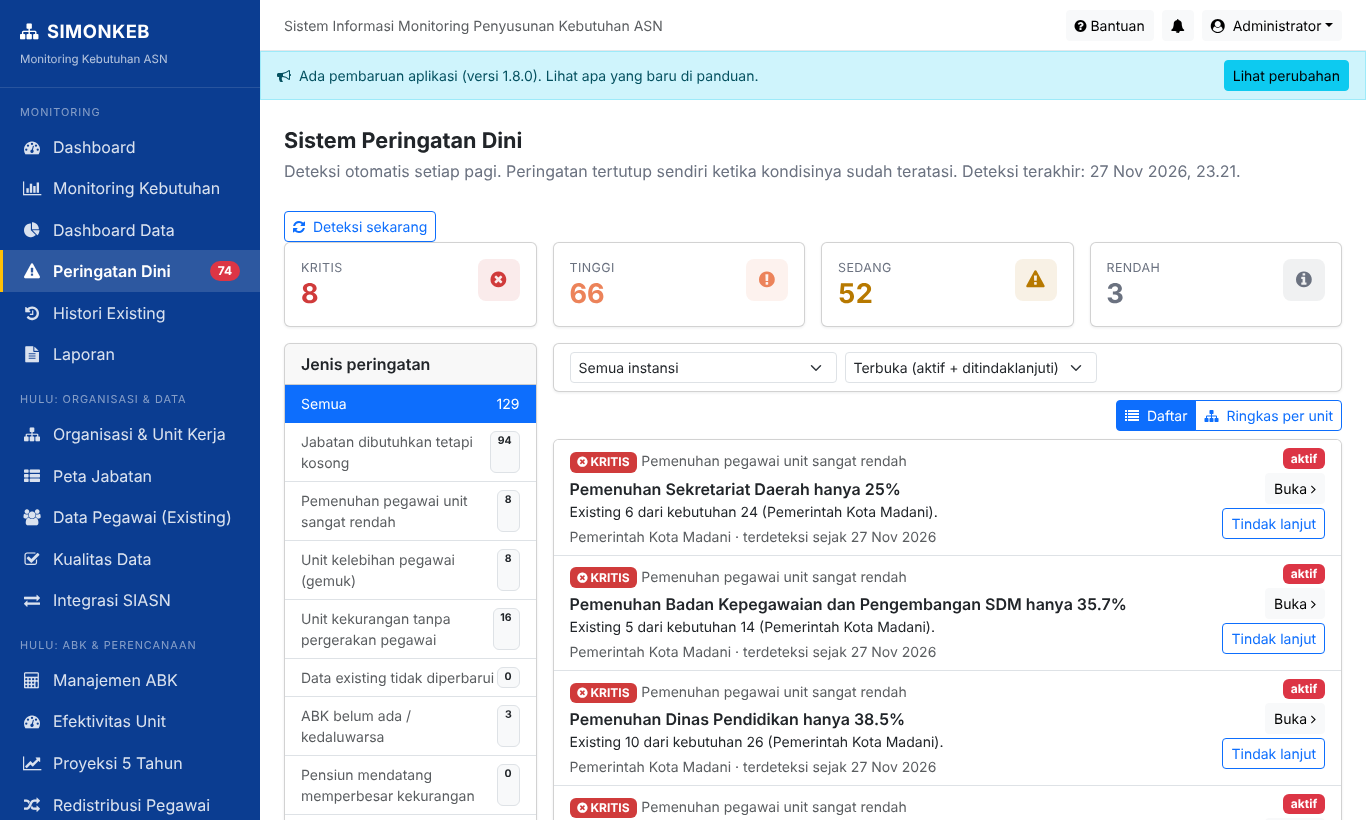 SIMONKEB
Monitoring Kebutuhan ASN
MONITORING
Dashboard
Monitoring Kebutuhan
Dashboard Data
Peringatan Dini 74
Histori Existing
Laporan
HULU: ORGANISASI & DATA
Organisasi & Unit Kerja
Peta Jabatan
Data Pegawai (Existing)
Kualitas Data
Integrasi SIASN
HULU: ABK & PERENCANAAN
Manajemen ABK
Efektivitas Unit
Proyeksi 5 Tahun
Redistribusi Pegawai
Sistem Informasi Monitoring Penyusunan Kebutuhan ASN
Bantuan
Administrator
Ada pembaruan aplikasi (versi 1.8.0). Lihat apa yang baru di panduan.
Lihat perubahan
Sistem Peringatan Dini
Deteksi otomatis setiap pagi. Peringatan tertutup sendiri ketika kondisinya sudah teratasi. Deteksi terakhir: 27 Nov 2026, 23.21.
Deteksi sekarang
KRITIS
8
TINGGI
66
SEDANG
52
RENDAH
3
Jenis peringatan
Semua 129
Jabatan dibutuhkan tetapi 94
kosong
Pemenuhan pegawai unit 8
sangat rendah
Unit kelebihan pegawai 8
(gemuk)
Unit kekurangan tanpa 16
pergerakan pegawai
Data existing tidak diperbarui 0
ABK belum ada / 3
kedaluwarsa
Pensiun mendatang 0
memperbesar kekurangan
Semua instansi
Terbuka (aktif + ditindaklanjuti)
Daftar
Ringkas per unit
KRITIS Pemenuhan pegawai unit sangat rendah aktif
Pemenuhan Sekretariat Daerah hanya 25% Buka ›
Existing 6 dari kebutuhan 24 (Pemerintah Kota Madani).
Pemerintah Kota Madani · terdeteksi sejak 27 Nov 2026
Tindak lanjut
KRITIS Pemenuhan pegawai unit sangat rendah aktif
Pemenuhan Badan Kepegawaian dan Pengembangan SDM hanya 35.7% Buka ›
Existing 5 dari kebutuhan 14 (Pemerintah Kota Madani).
Pemerintah Kota Madani · terdeteksi sejak 27 Nov 2026
Tindak lanjut
KRITIS Pemenuhan pegawai unit sangat rendah aktif
Pemenuhan Dinas Pendidikan hanya 38.5% Buka ›
Existing 10 dari kebutuhan 26 (Pemerintah Kota Madani).
Pemerintah Kota Madani · terdeteksi sejak 27 Nov 2026
Tindak lanjut
KRITIS Pemenuhan pegawai unit sangat rendah aktif